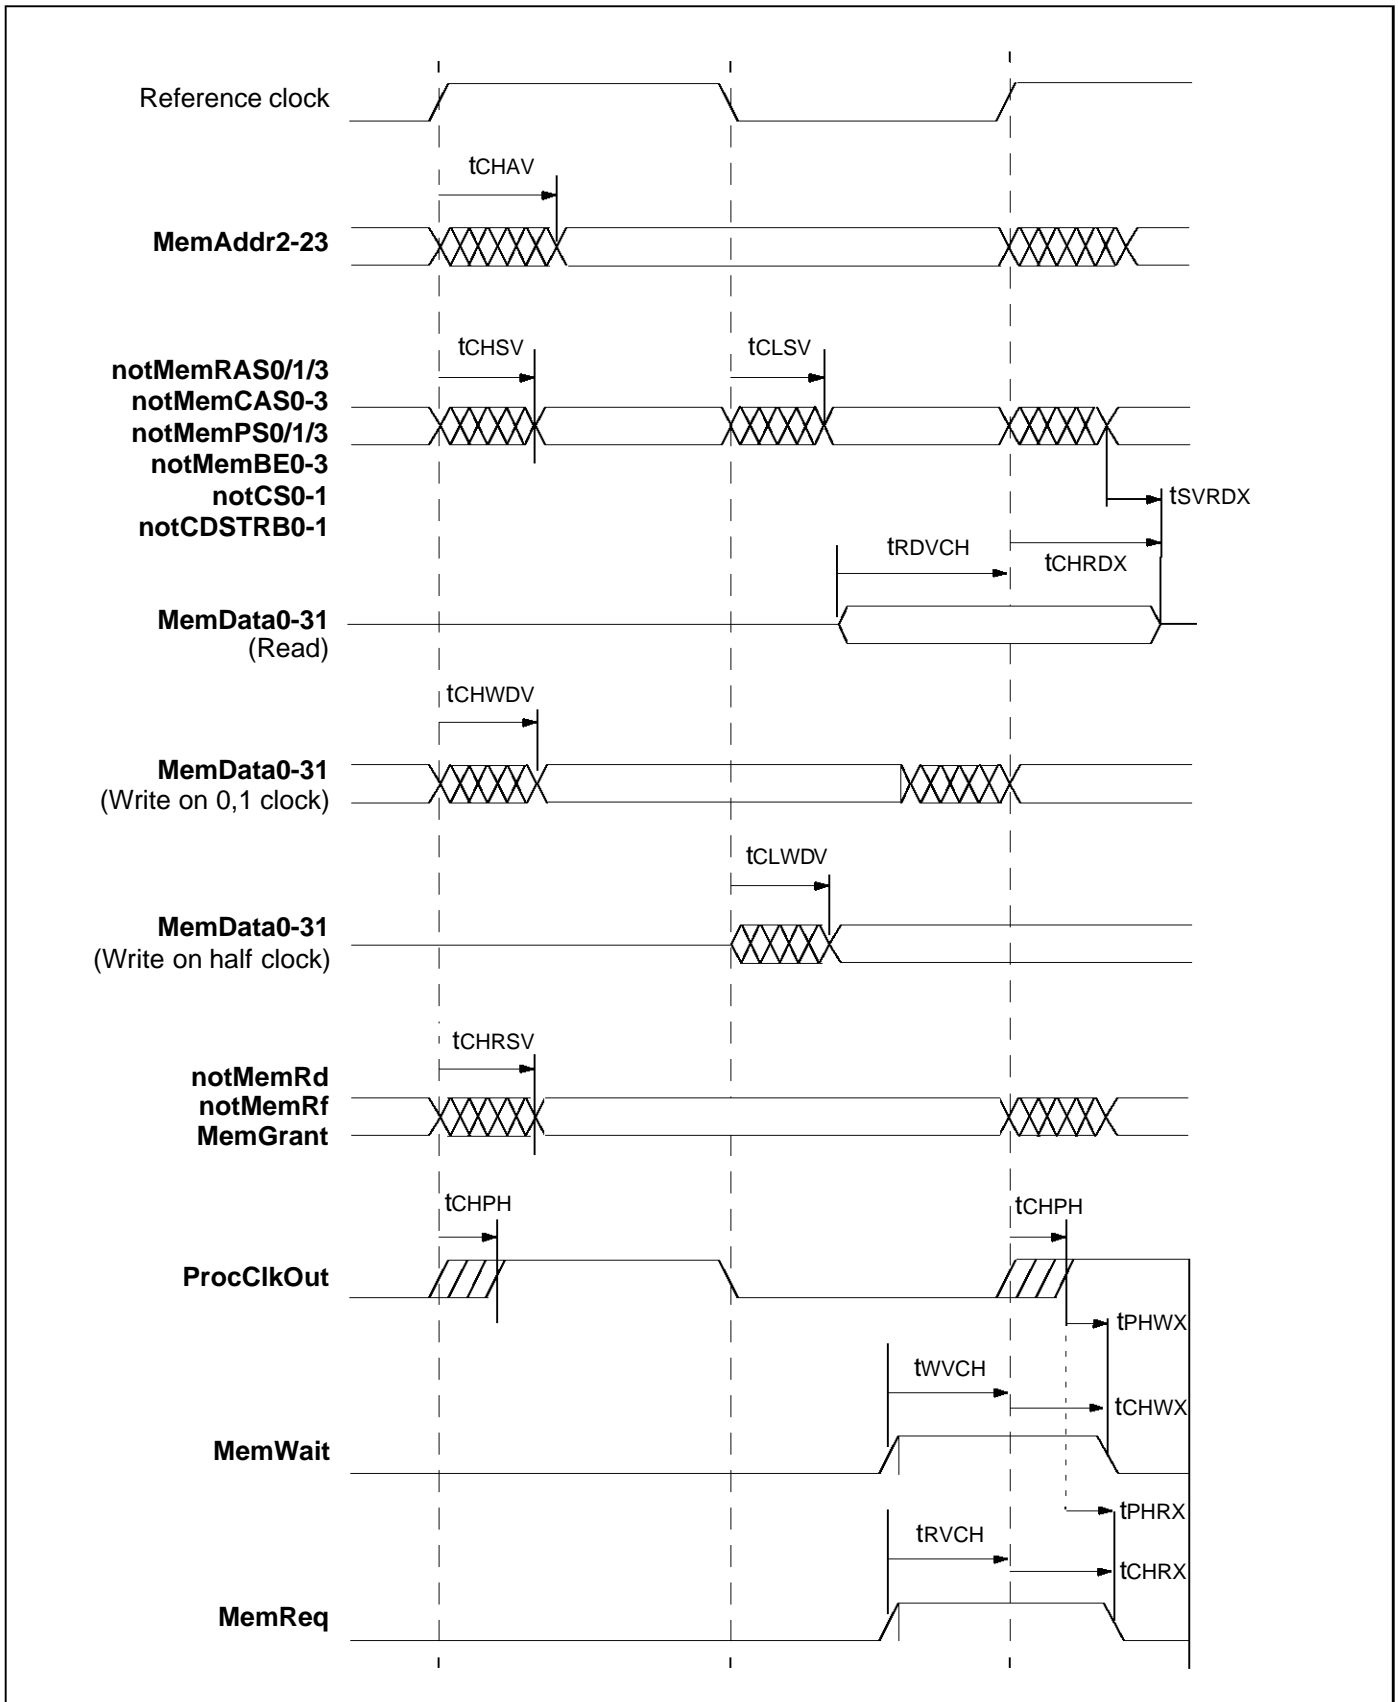 Reference clock
tCHAV
MemAddr2-23
tCHSV
tCLSV
notMemRAS0/1/3
notMemCAS0-3
notMemPS0/1/3
notMemBE0-3
notCS0-1
tSVRDX
notCDSTRB0-1
tRDVCH
tCHRDX
MemData0-31
(Read)
tCHWDV
MemData0-31
(Write on 0,1 clock)
tCLWDV
MemData0-31
(Write on half clock)
tCHRSV
notMemRd
notMemRf
MemGrant
tCHPH
tCHPH
ProcClkOut
tPHWX
tWVCH
tCHWX
MemWait
tPHRX
tRVCH
tCHRX
MemReq